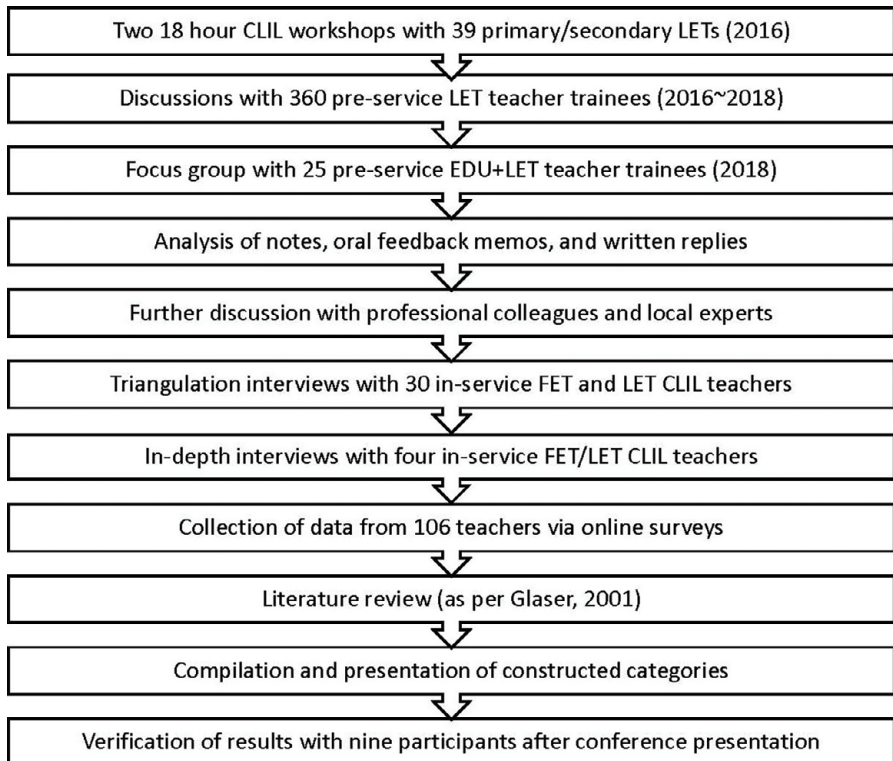 Two 18 hour CLIL workshops with 39 primary/secondary LETs (2016)
Discussions with 360 pre-service LET teacher trainees (2016~2018)
Focus group with 25 pre-service EDU+LET teacher trainees (2018)
Analysis of notes, oral feedback memos, and written replies
Further discussion with professional colleagues and local experts
Triangulation interviews with 30 in-service FET and LET CLIL teachers
In-depth interviews with four in-service FET/LET CLIL teachers
Collection of data from 106 teachers via online surveys
Literature review (as per Glaser, 2001)
Compilation and presentation of constructed categories
Verification of results with nine participants after conference presentation